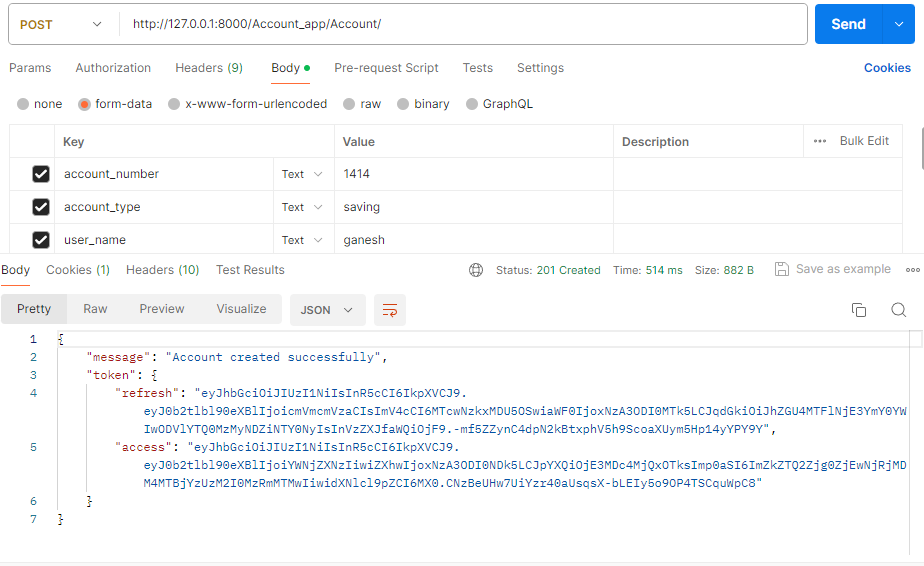 POST http://127.0.0.1:8000/Account_app/Account/ Send
Params Authorization Headers (9) Body Pre-request Script Tests Settings Cookies
none form-data x-www-form-urlencoded raw binary GraphQL
Key Value Description Bulk Edit
account_number Text 1414
account_type Text saving
user_name Text ganesh
Body Cookies (1) Headers (10) Test Results Status: 201 Created Time: 514 ms Size: 882 B Save as example
Pretty Raw Preview Visualize JSON
1 {
2 "message": "Account created successfully",
3 "token": {
4 "refresh": "eyJhbGciOiJIUzI1NiIsInR5cCI6IkpXVCJ9.
eyJ0b2tlbl90eXBlIjoicmVmcmVzaCIsImV4cCI6MTcwNzkxMDU5OSwiaWF0IjoxNzA3ODI0MTk5LCJqdGkiOiJhZGU4MTFlNjE3YmY0YW
IwODVlYTQ0MzMyNDZiNTY0NyIsInVzZXJfaWQiOjF9.-mf5ZZynC4dpN2kBtxphV5h9ScoaXUym5Hp14yYPY9Y",
5 "access": "eyJhbGciOiJIUzI1NiIsInR5cCI6IkpXVCJ9.
eyJ0b2tlbl90eXBlIjoiYWNjZXNzIiwiZXhwIjoxNzA3ODI0NDk5LCJpYXQiOjE3MDc4MjQxOTksImp0aSI6ImZkZTQ2Zjg0ZjEwNjRjMD
M4MTBjYzUzM2I0MzRmMTMwIiwidXNlcl9pZCI6MX0.CNzBeUHw7UiYzr40aUsqsX-bLEIy5o9OP4TSCquWpC8"
6 }
7 }